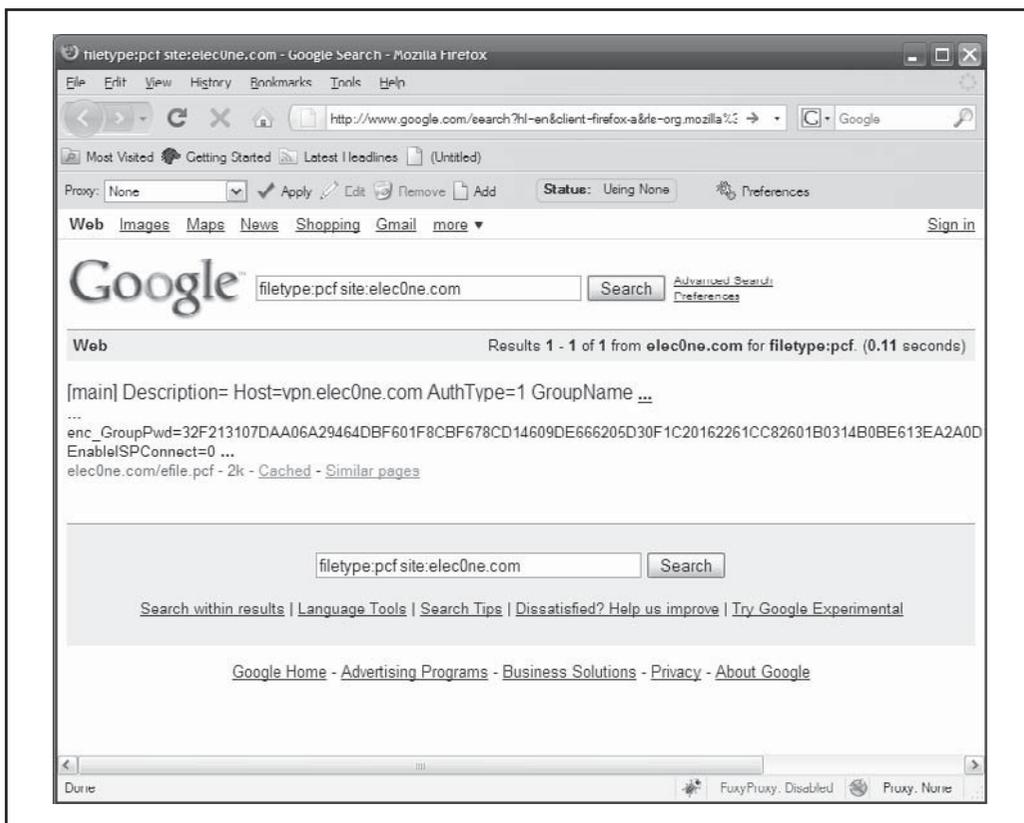 filetype:pcf site:elec0ne.com - Google Search - Mozilla Firefox
File Edit View History Bookmarks Tools Help
http://www.google.com/search?hl=en&client=firefox-a&rls=org.mozilla%3 Google
Most Visited Getting Started Latest Headlines (Untitled)
Proxy: None Apply Edit Remove Add Status: Using None Preferences
Web Images Maps News Shopping Gmail more ▼ Sign in
Google™ filetype:pcf site:elec0ne.com Search Advanced Search
Preferences
Web Results 1 - 1 of 1 from elec0ne.com for filetype:pcf. (0.11 seconds)
[main] Description= Host=vpn.elec0ne.com AuthType=1 GroupName ...
...
enc_GroupPwd=32F213107DAA06A29464DBF601F8CBF678CD14609DE666205D30F1C20162261CC82601B0314B0BE613EA2A0D
EnableISPConnect=0 ...
elec0ne.com/efile.pcf - 2k - Cached - Similar pages
filetype:pcf site:elec0ne.com Search
Search within results | Language Tools | Search Tips | Dissatisfied? Help us improve | Try Google Experimental
Google Home - Advertising Programs - Business Solutions - Privacy - About Google
Done FoxyProxy: Disabled Proxy: None